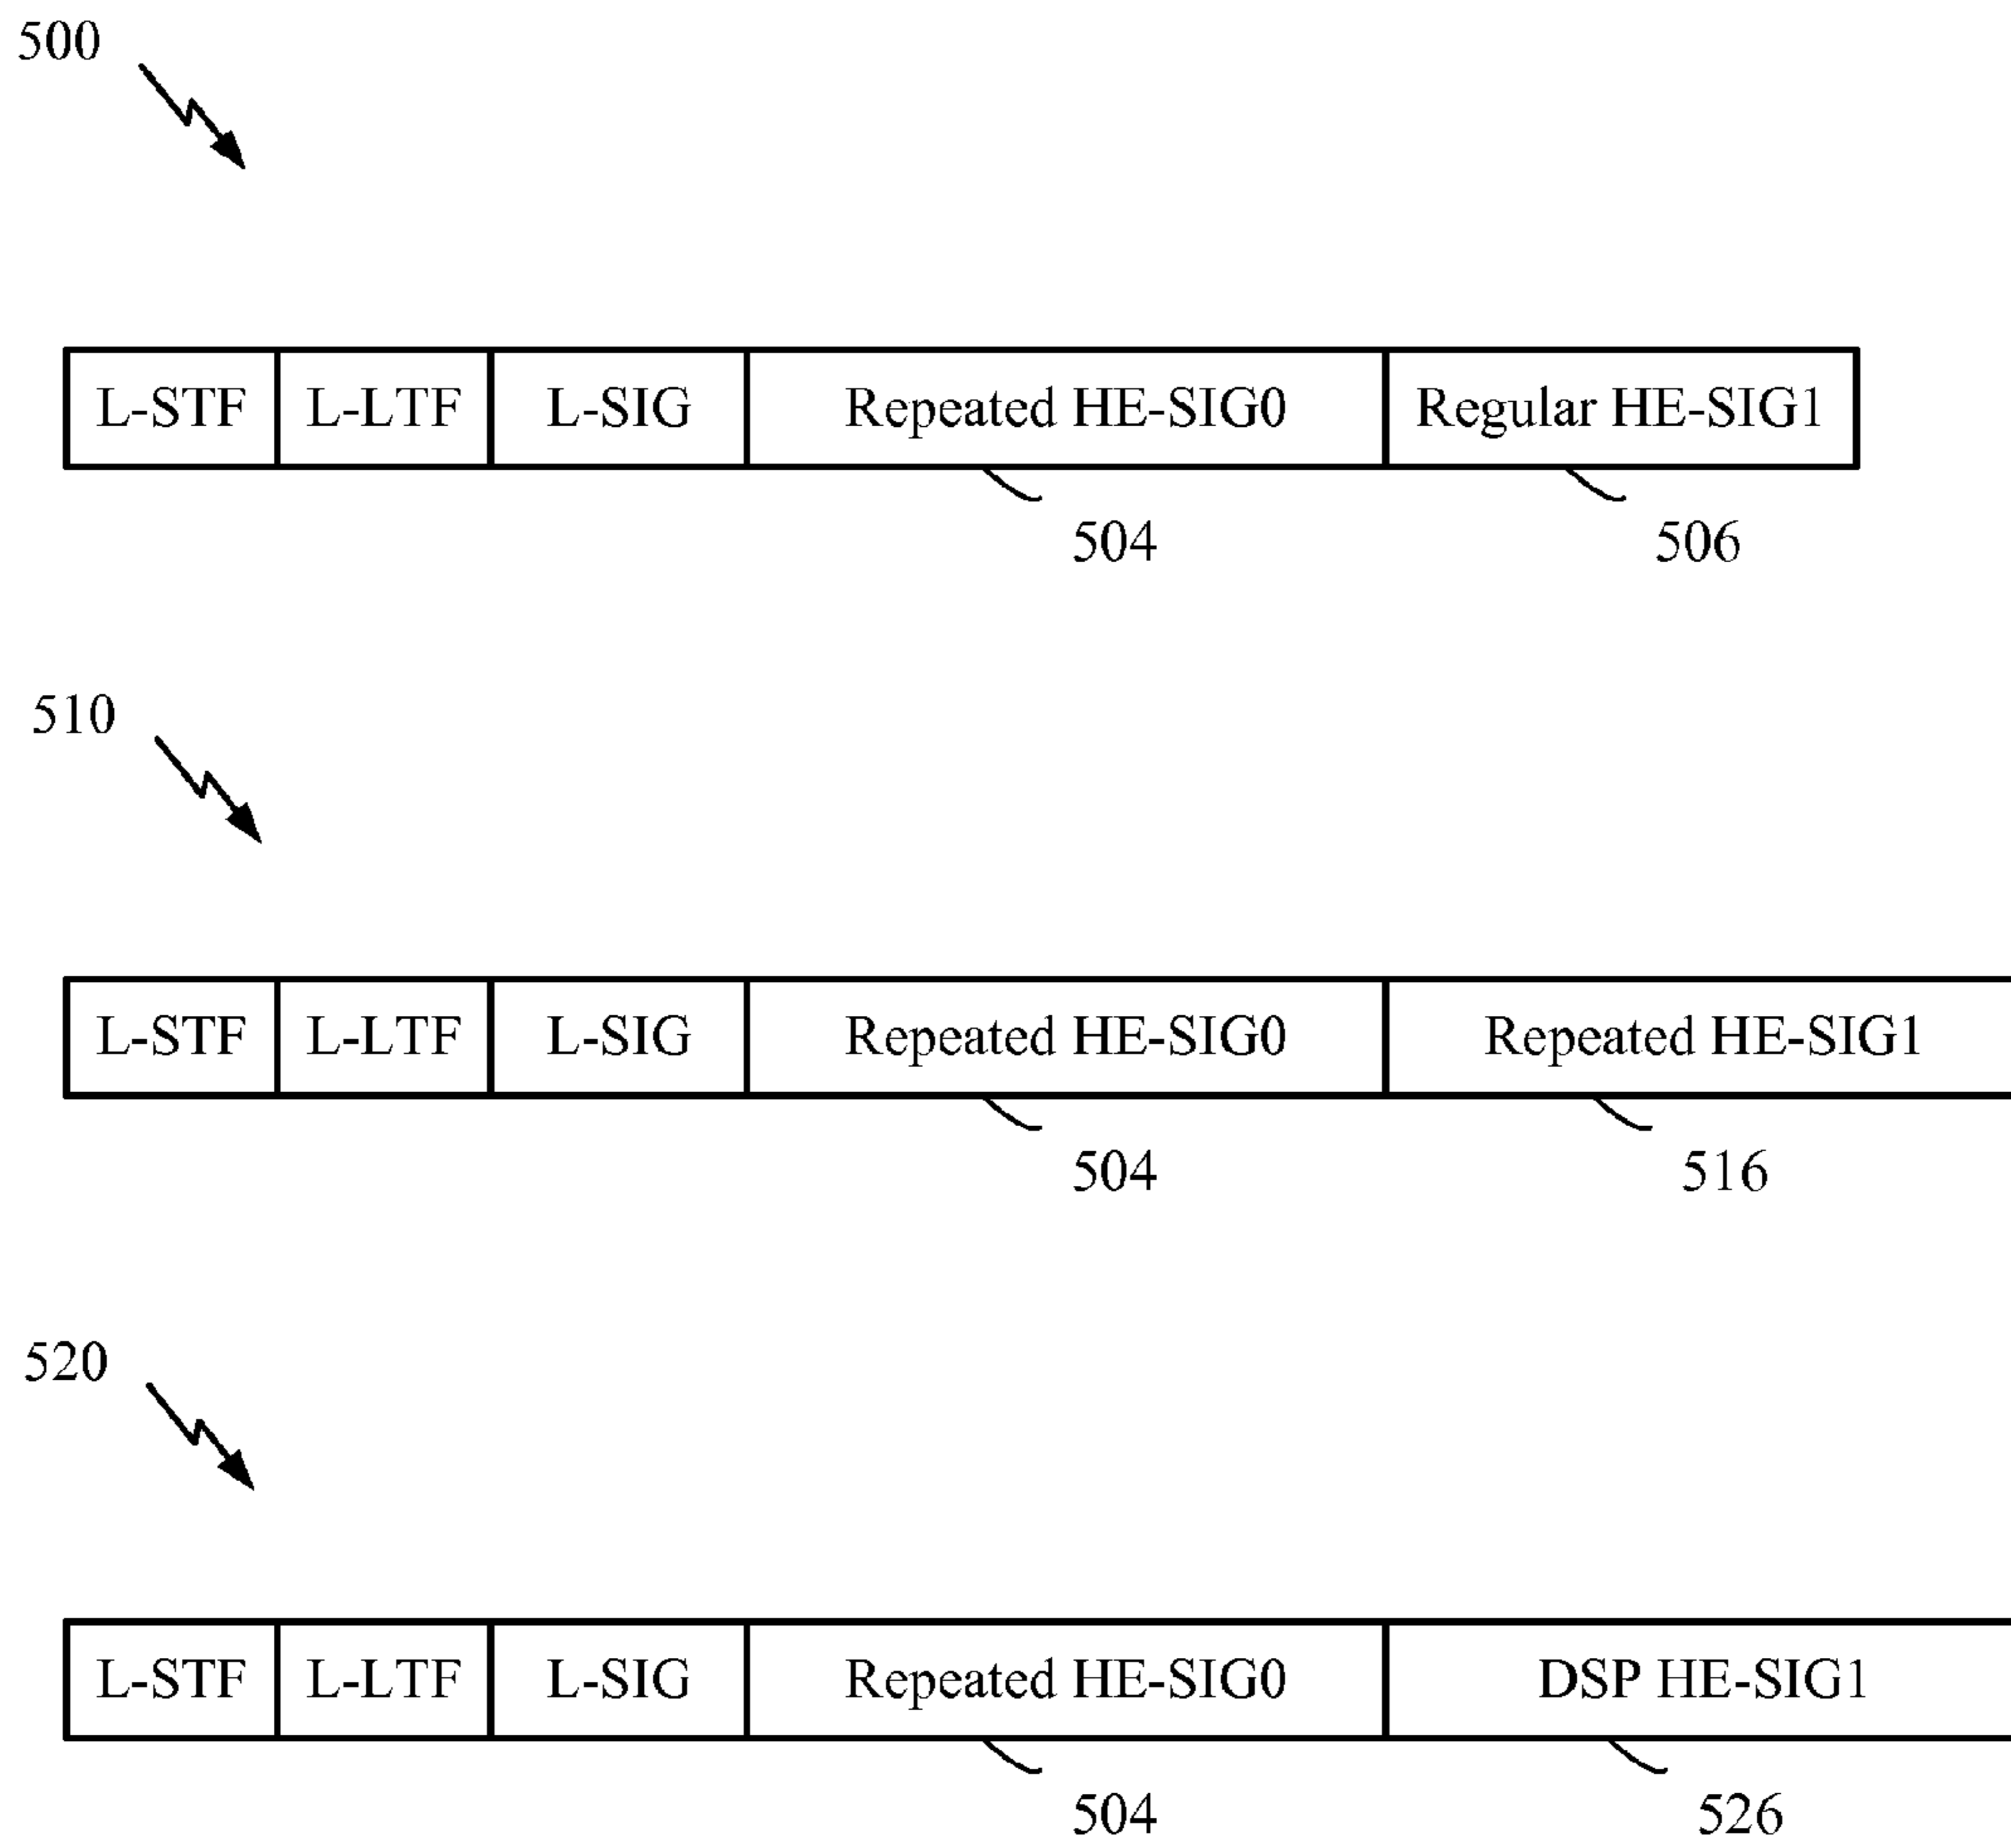 500
L-STF L-LTF L-SIG Repeated HE-SIG0 Regular HE-SIG1
504 506
510
L-STF L-LTF L-SIG Repeated HE-SIG0 Repeated HE-SIG1
504 516
520
L-STF L-LTF L-SIG Repeated HE-SIG0 DSP HE-SIG1
504 526